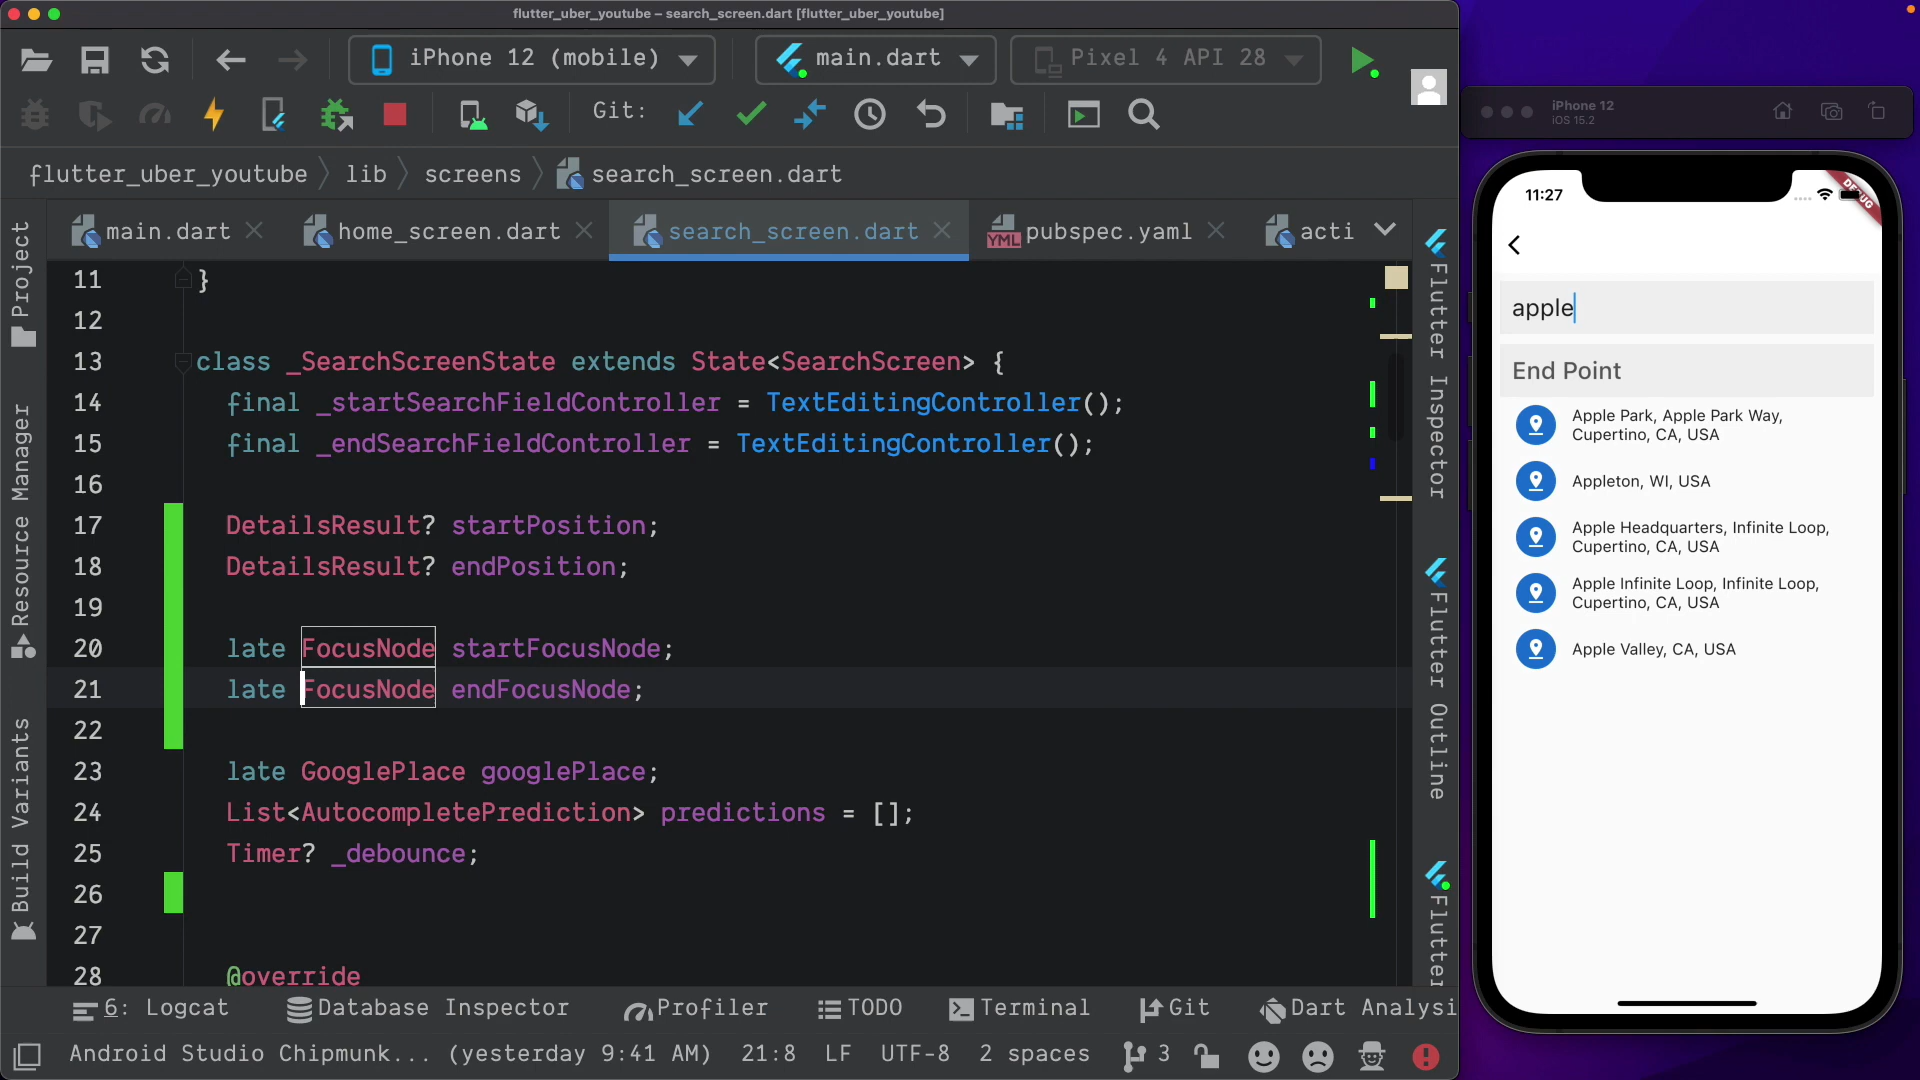 flutter_uber_youtube – search_screen.dart [flutter_uber_youtube]
iPhone 12 (mobile)
main.dart
Pixel 4 API 28
Git:
flutter_uber_youtube
lib
screens
search_screen.dart
main.dart
home_screen.dart
search_screen.dart
YML
pubspec.yaml
acti
Project
Resource Manager
Build Variants
11 }
12
13 class _SearchScreenState extends State<SearchScreen> {
14 final _startSearchFieldController = TextEditingController();
15 final _endSearchFieldController = TextEditingController();
16
17 DetailsResult? startPosition;
18 DetailsResult? endPosition;
19
20 late FocusNode startFocusNode;
21 late FocusNode endFocusNode;
22
23 late GooglePlace googlePlace;
24 List<AutocompletePrediction> predictions = [];
25 Timer? _debounce;
26
27
28 @override
Flutter Inspector
Flutter Outline
Flutter
6: Logcat
Database Inspector
Profiler
TODO
Terminal
Git
Dart Analysi
Android Studio Chipmunk... (yesterday 9:41 AM)
21:8
LF
UTF-8
2 spaces
3
iPhone 12
iOS 15.2
11:27
DEBUG
apple
End Point
Apple Park, Apple Park Way,
Cupertino, CA, USA
Appleton, WI, USA
Apple Headquarters, Infinite Loop,
Cupertino, CA, USA
Apple Infinite Loop, Infinite Loop,
Cupertino, CA, USA
Apple Valley, CA, USA